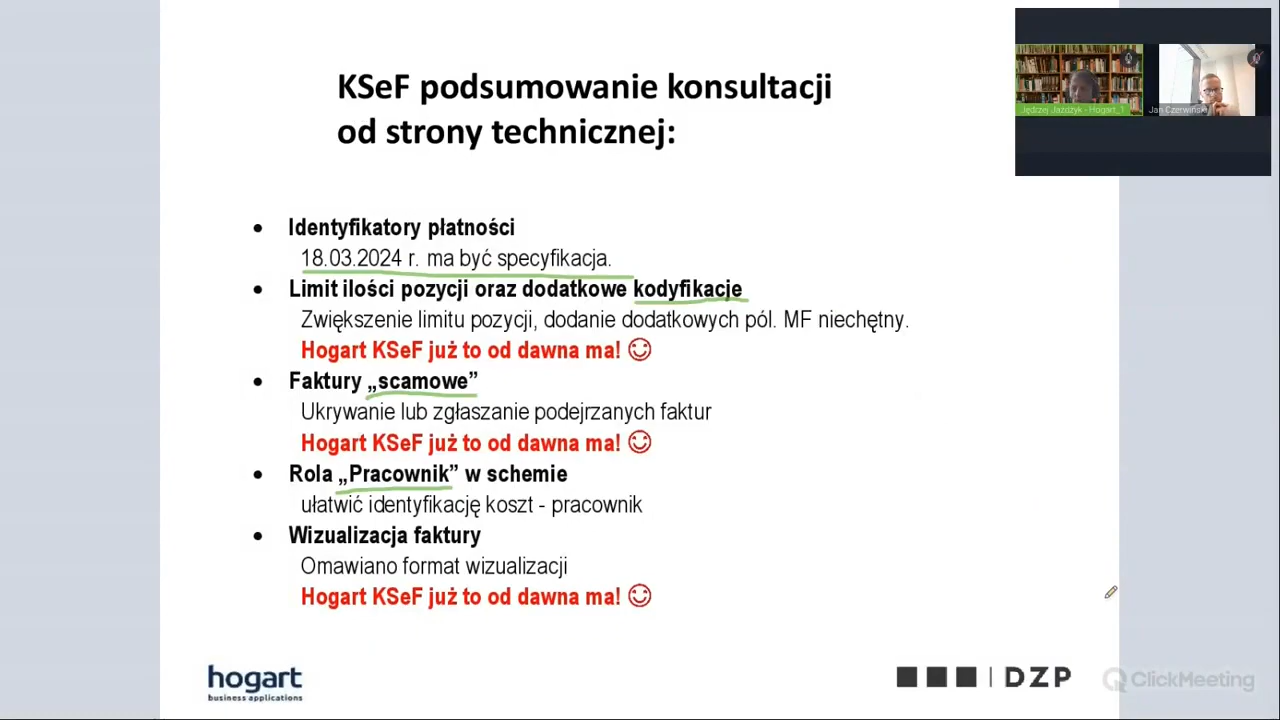 KSeF podsumowanie konsultacji
od strony technicznej:
Jędrzej Jażdżyk - Hogart_1
Jan Czerwiński
• Identyfikatory płatności
18.03.2024 r. ma być specyfikacja.
• Limit ilości pozycji oraz dodatkowe kodyfikacje
Zwiększenie limitu pozycji, dodanie dodatkowych pól. MF niechętny.
Hogart KSeF już to od dawna ma! ☺
• Faktury „scamowe”
Ukrywanie lub zgłaszanie podejrzanych faktur
Hogart KSeF już to od dawna ma! ☺
• Rola „Pracownik” w schemie
ułatwić identyfikację koszt - pracownik
• Wizualizacja faktury
Omawiano format wizualizacji
Hogart KSeF już to od dawna ma! ☺
hogart
business applications
DZP
ClickMeeting